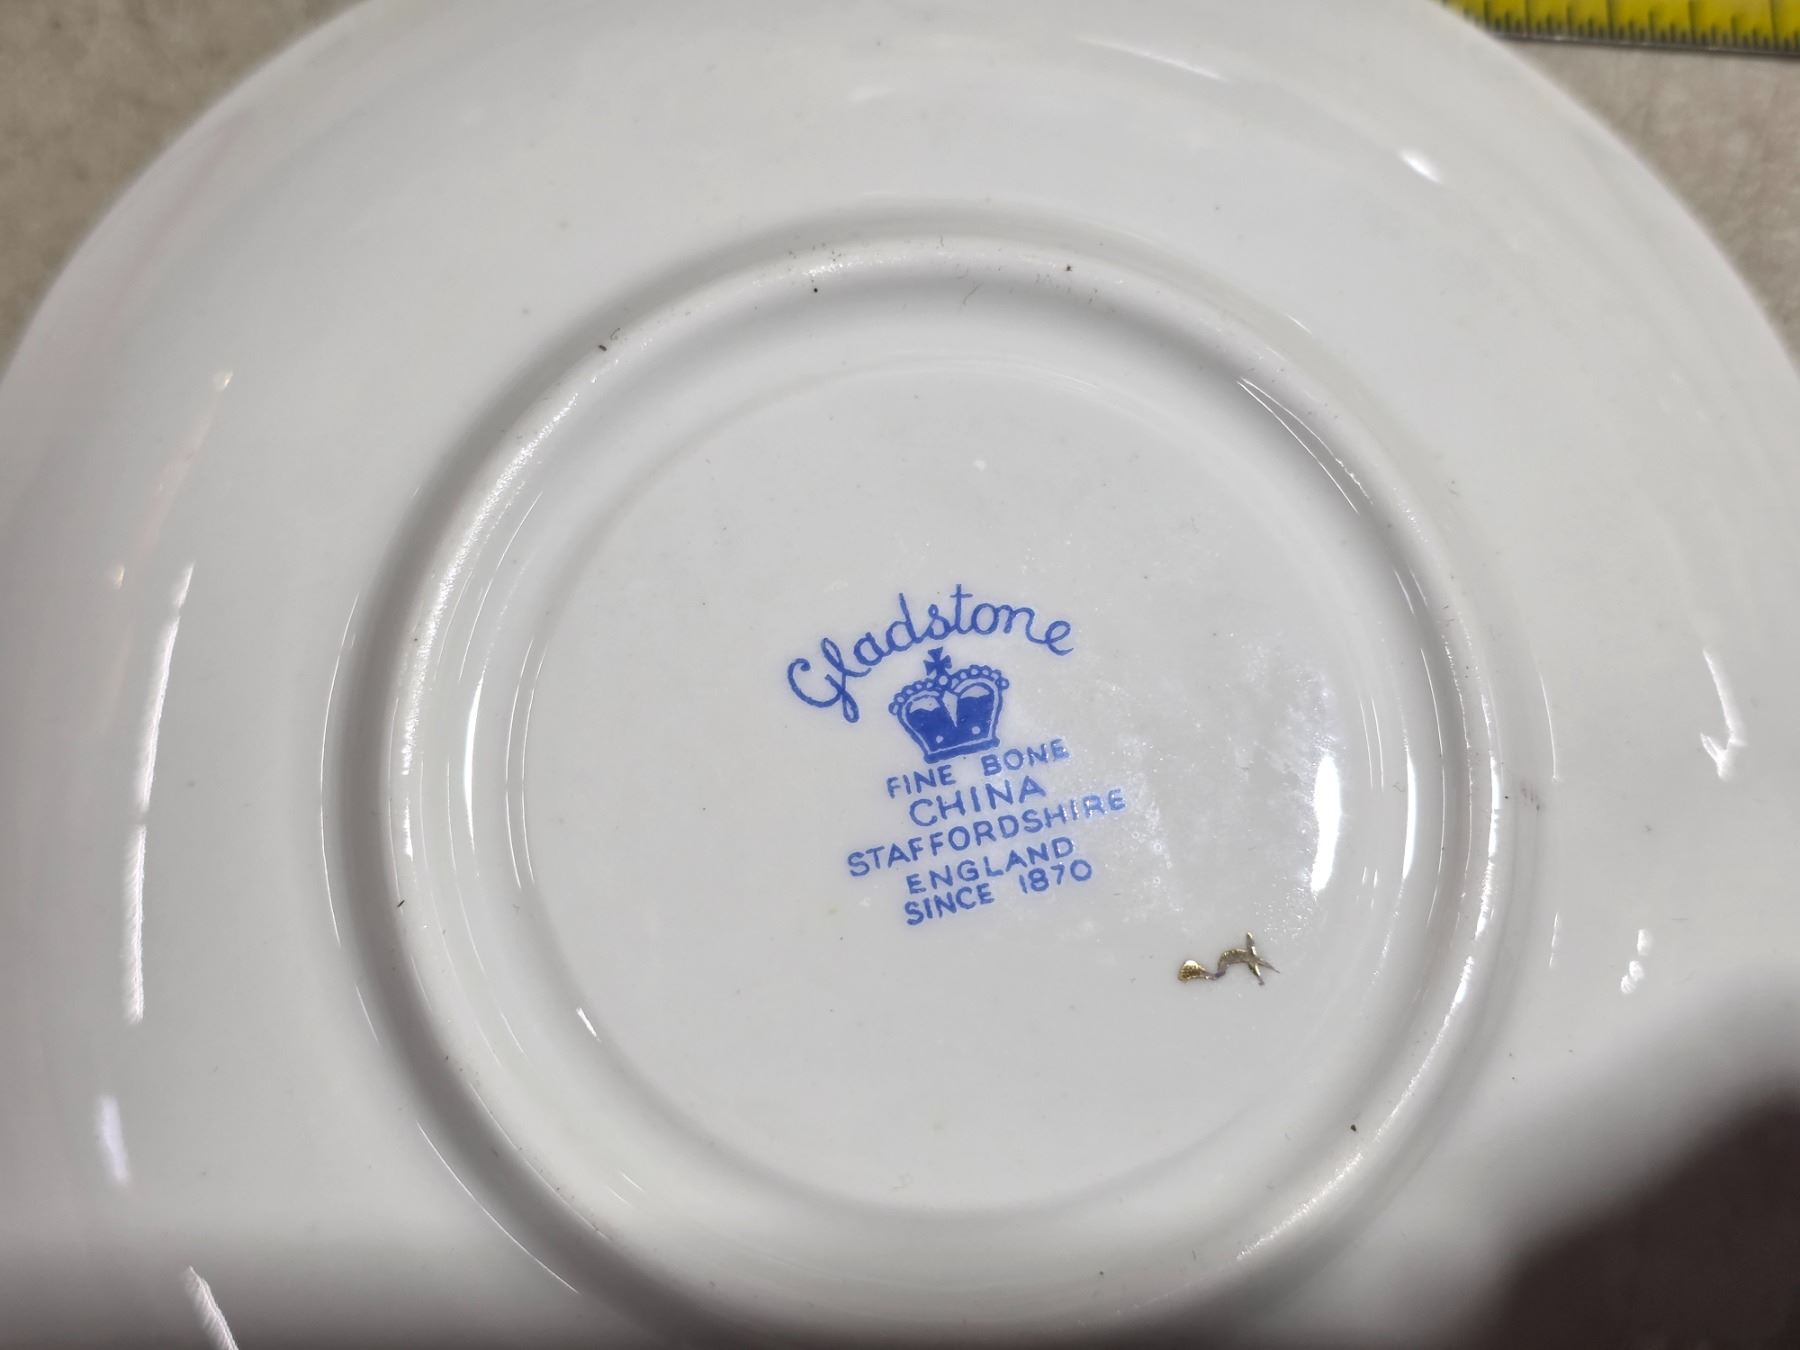 Gladstone
FINE BONE
CHINA
STAFFORDSHIRE
ENGLAND
SINCE 1870